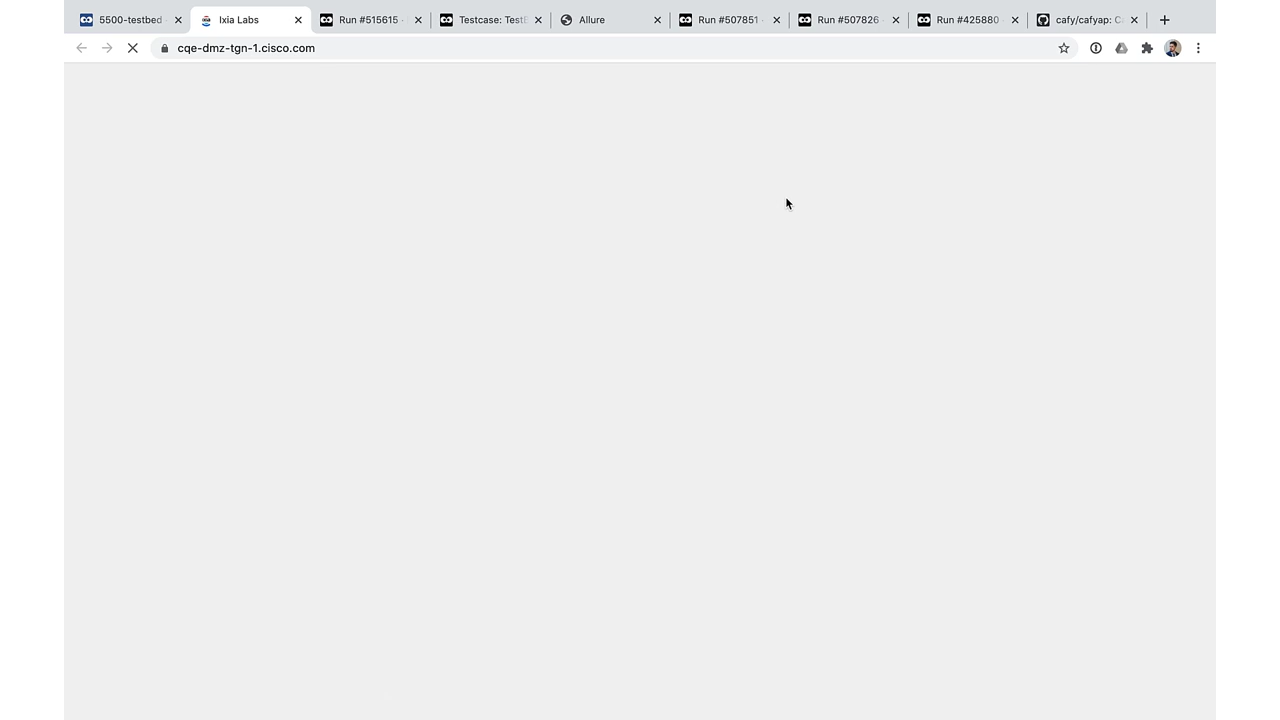 5500-testbed
Ixia Labs
Run #515615
Testcase: Test
Allure
Run #507851
Run #507826
Run #425880
cafy/cafyap: C
cqe-dmz-tgn-1.cisco.com